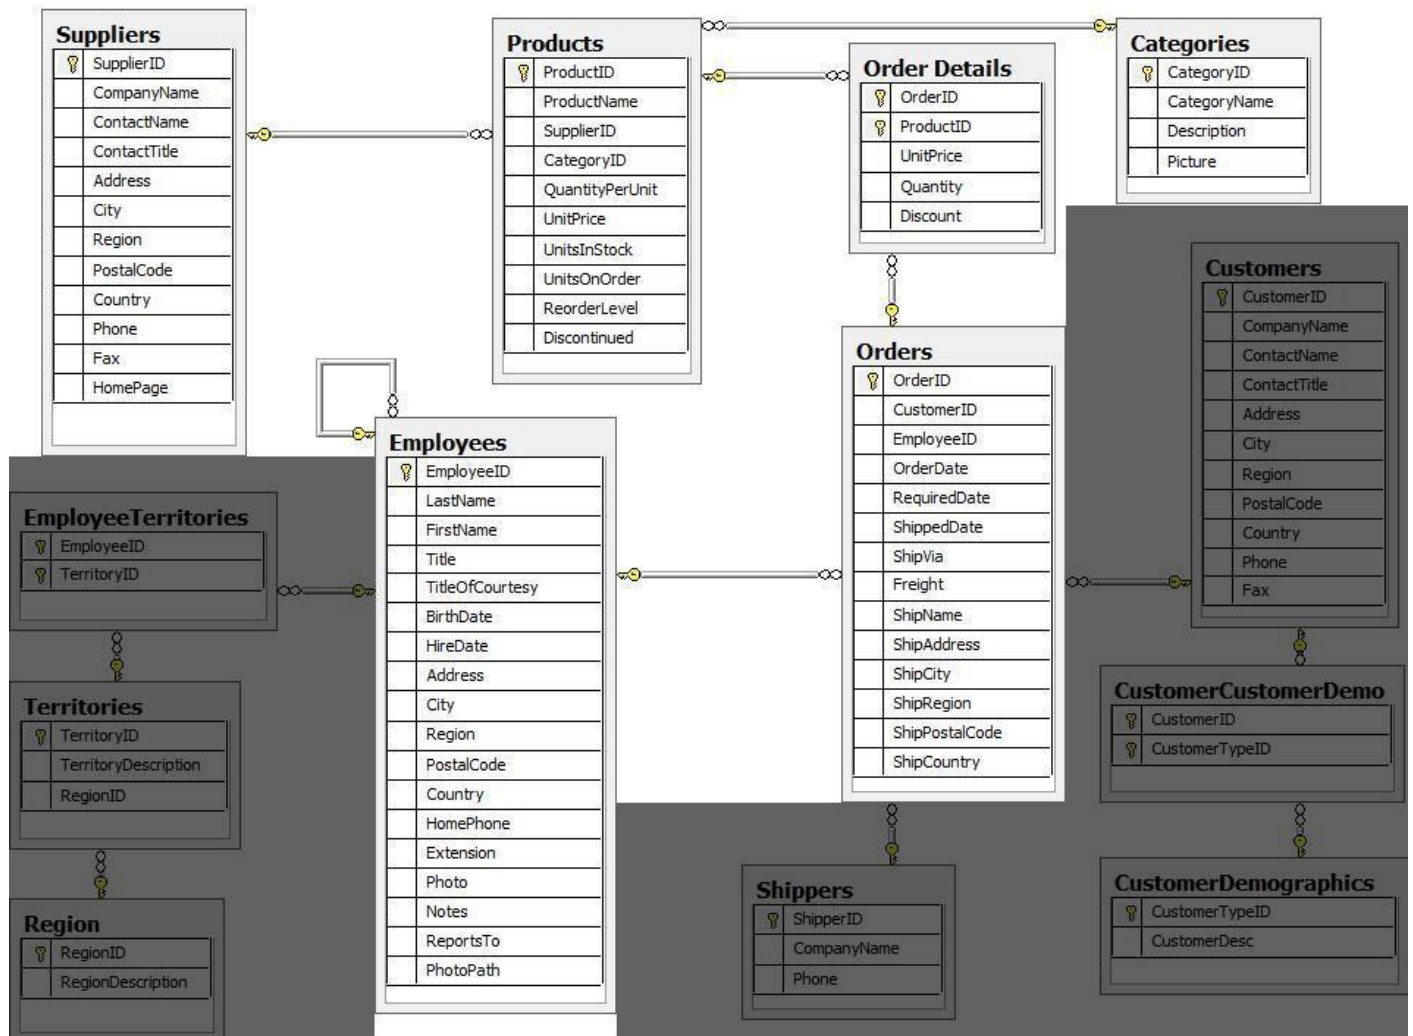 Suppliers
SupplierID
CompanyName
ContactName
ContactTitle
Address
City
Region
PostalCode
Country
Phone
Fax
HomePage
Products
ProductID
ProductName
SupplierID
CategoryID
QuantityPerUnit
UnitPrice
UnitsInStock
UnitsOnOrder
ReorderLevel
Discontinued
Order Details
OrderID
ProductID
UnitPrice
Quantity
Discount
Categories
CategoryID
CategoryName
Description
Picture
Employees
EmployeeID
LastName
FirstName
Title
TitleOfCourtesy
BirthDate
HireDate
Address
City
Region
PostalCode
Country
HomePhone
Extension
Photo
Notes
ReportsTo
PhotoPath
Orders
OrderID
CustomerID
EmployeeID
OrderDate
RequiredDate
ShippedDate
ShipVia
Freight
ShipName
ShipAddress
ShipCity
ShipRegion
ShipPostalCode
ShipCountry
Customers
CustomerID
CompanyName
ContactName
ContactTitle
Address
City
Region
PostalCode
Country
Phone
Fax
EmployeeTerritories
EmployeeID
TerritoryID
Territories
TerritoryID
TerritoryDescription
RegionID
Region
RegionID
RegionDescription
Shippers
ShipperID
CompanyName
Phone
CustomerCustomerDemo
CustomerID
CustomerTypeID
CustomerDemographics
CustomerTypeID
CustomerDesc